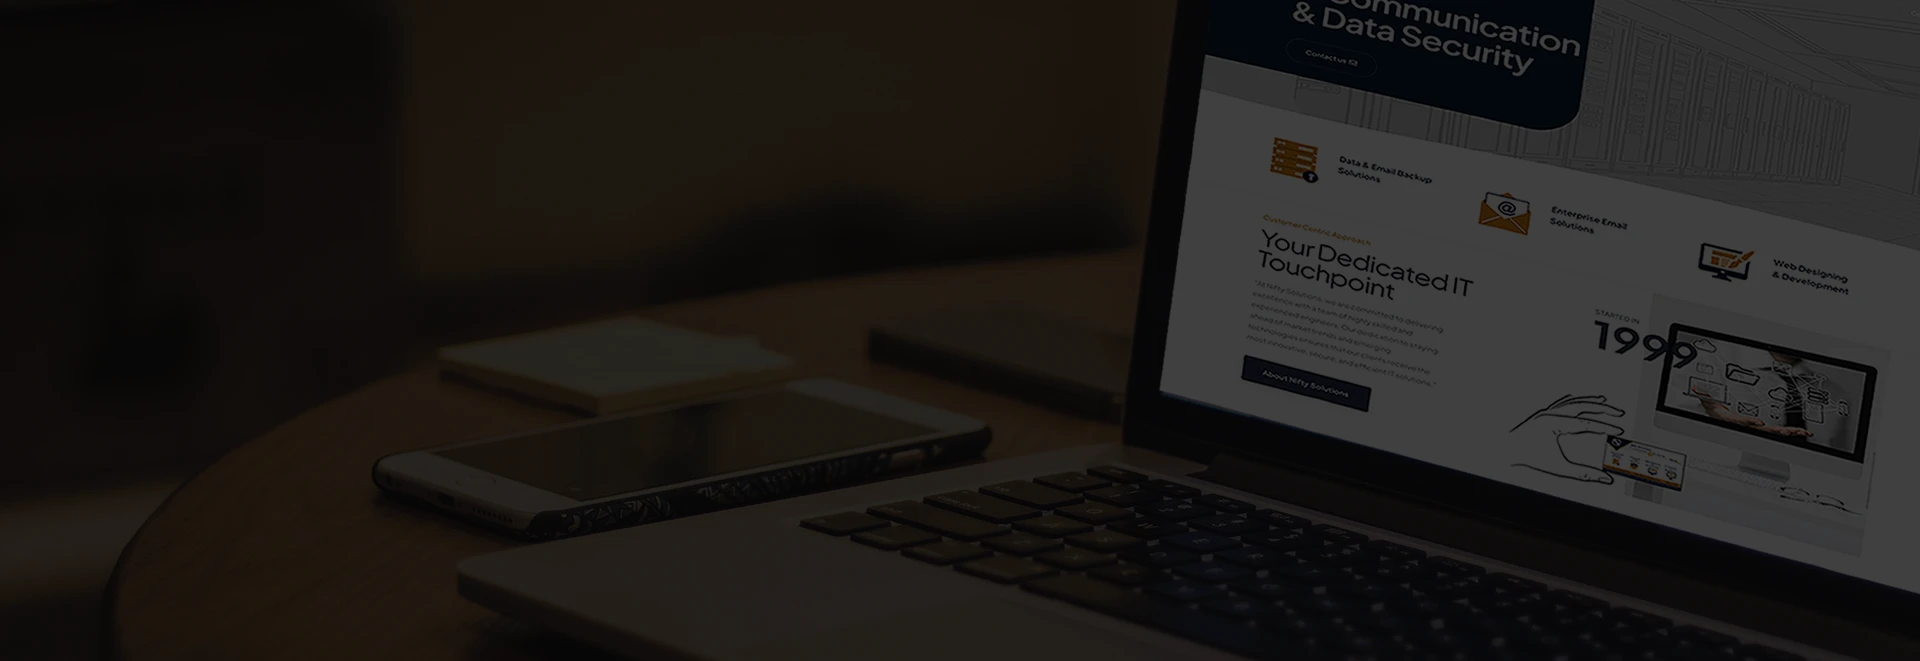 Communication
& Data Security
Contact us
Data & Email Backup
Solutions
Enterprise Email
Solutions
Web Designing
& Development
Customer Centric Approach
Your Dedicated IT
Touchpoint
"At Nifty Solutions, we are committed to delivering
excellence with a team of highly skilled and
experienced engineers. Our dedication to staying
ahead of market trends and emerging
technologies ensures that our clients receive the
most innovative, secure, and efficient IT solutions."
About Nifty Solutions
STARTED IN
1999